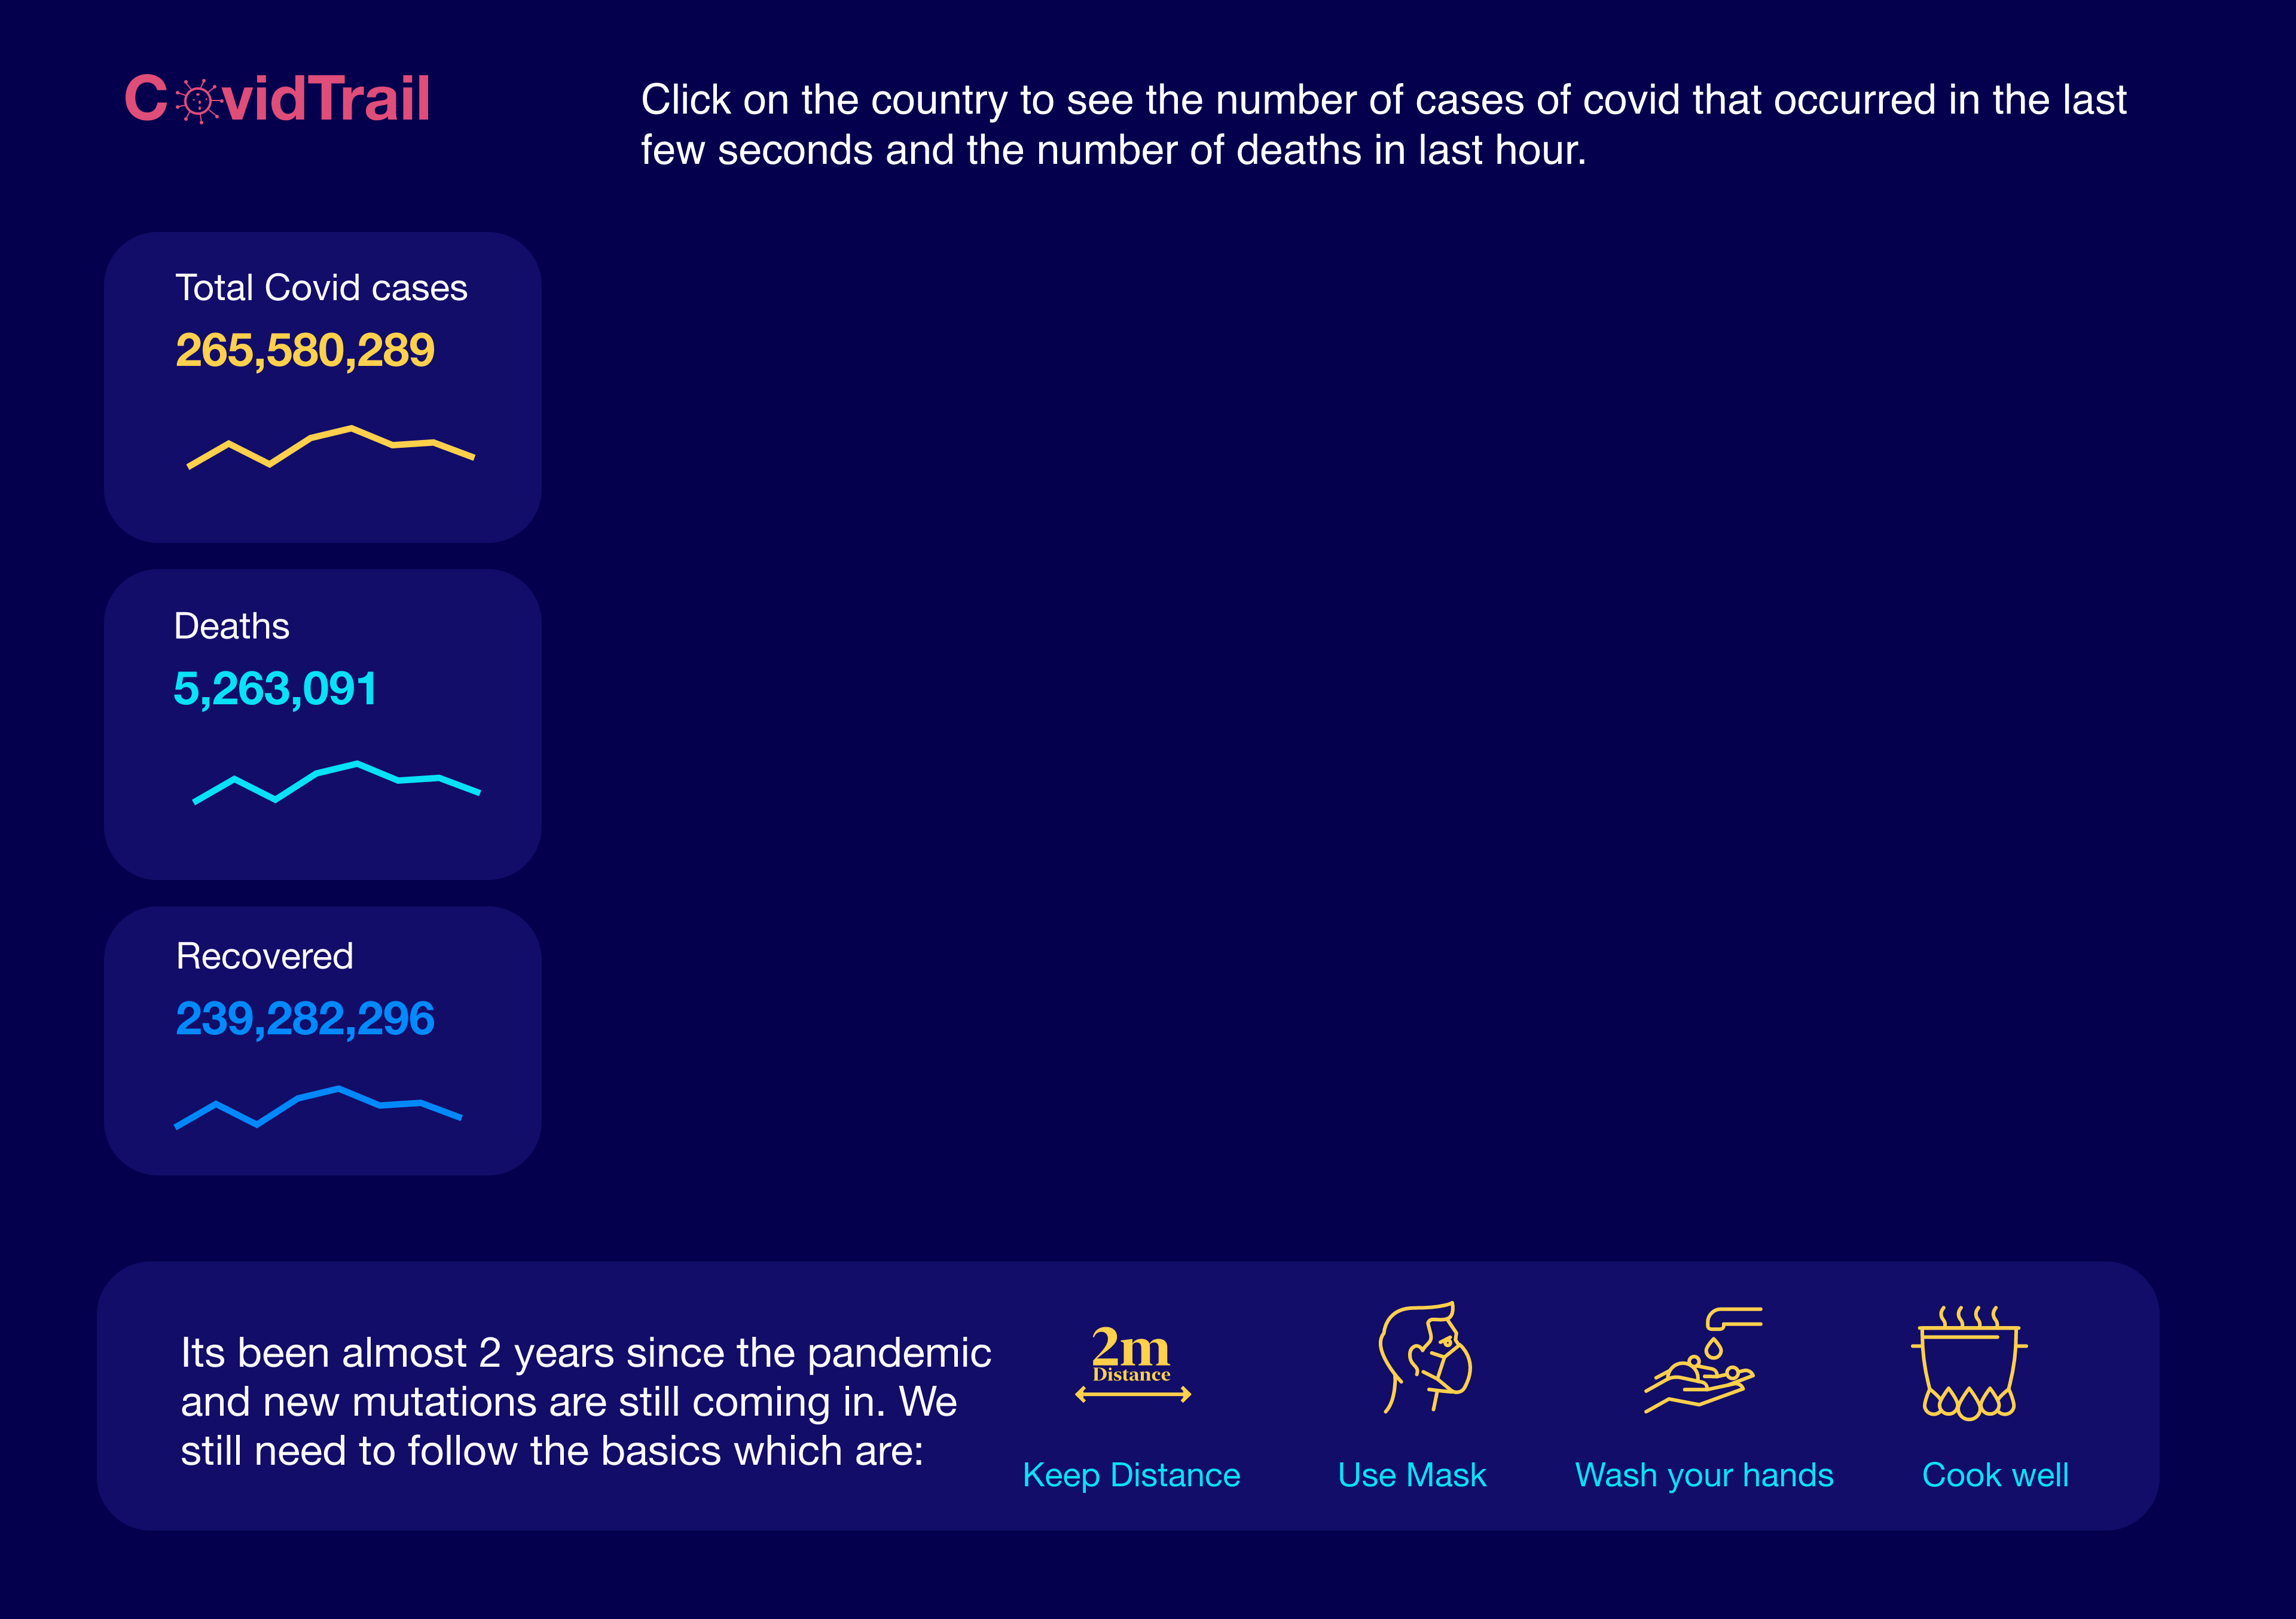 CovidTrail
Click on the country to see the number of cases of covid that occurred in the last
few seconds and the number of deaths in last hour.
Total Covid cases
265,580,289
Deaths
5,263,091
Recovered
239,282,296
Its been almost 2 years since the pandemic
and new mutations are still coming in. We
still need to follow the basics which are:
2m
Distance
Keep Distance
Use Mask
Wash your hands
Cook well